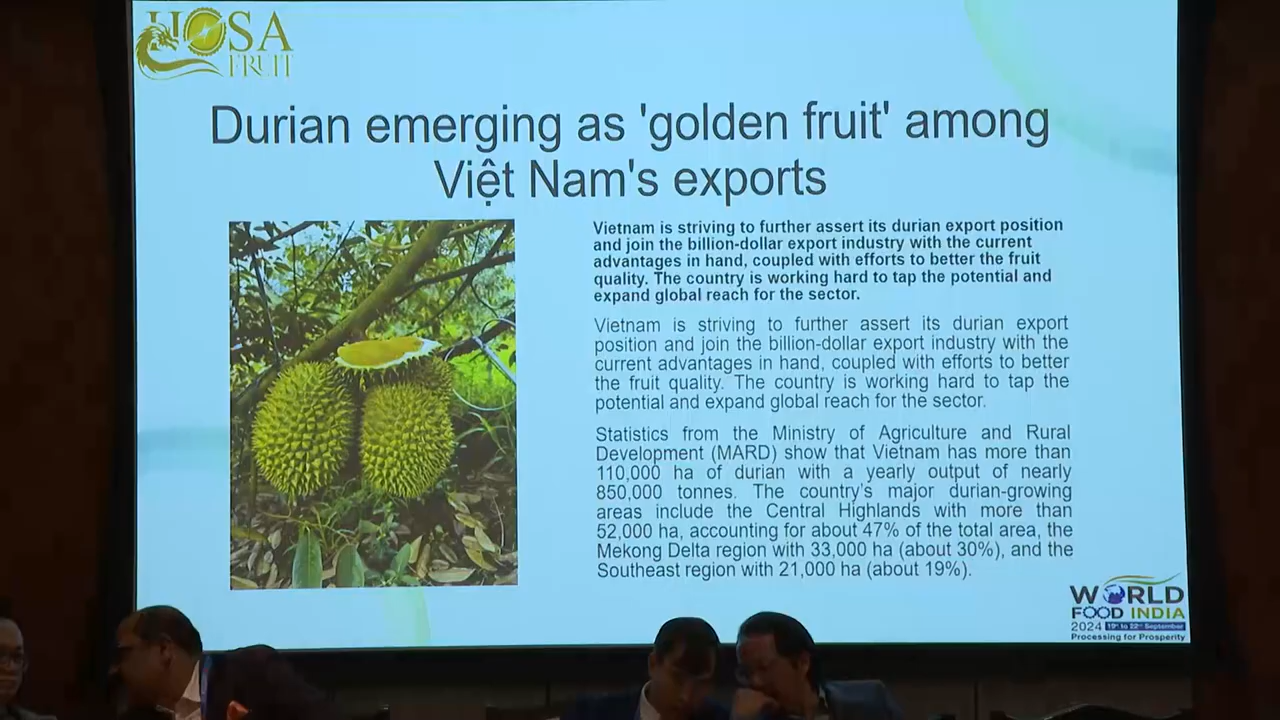 HOSA
FRUIT
Durian emerging as 'golden fruit' among
Việt Nam's exports
Vietnam is striving to further assert its durian export position
and join the billion-dollar export industry with the current
advantages in hand, coupled with efforts to better the fruit
quality. The country is working hard to tap the potential and
expand global reach for the sector.
Vietnam is striving to further assert its durian export
position and join the billion-dollar export industry with the
current advantages in hand, coupled with efforts to better
the fruit quality. The country is working hard to tap the
potential and expand global reach for the sector.
Statistics from the Ministry of Agriculture and Rural
Development (MARD) show that Vietnam has more than
110,000 ha of durian with a yearly output of nearly
850,000 tonnes. The country's major durian-growing
areas include the Central Highlands with more than
52,000 ha, accounting for about 47% of the total area, the
Mekong Delta region with 33,000 ha (about 30%), and the
Southeast region with 21,000 ha (about 19%).
WORLD
FOOD INDIA
2024 19th to 22nd September
Processing for Prosperity